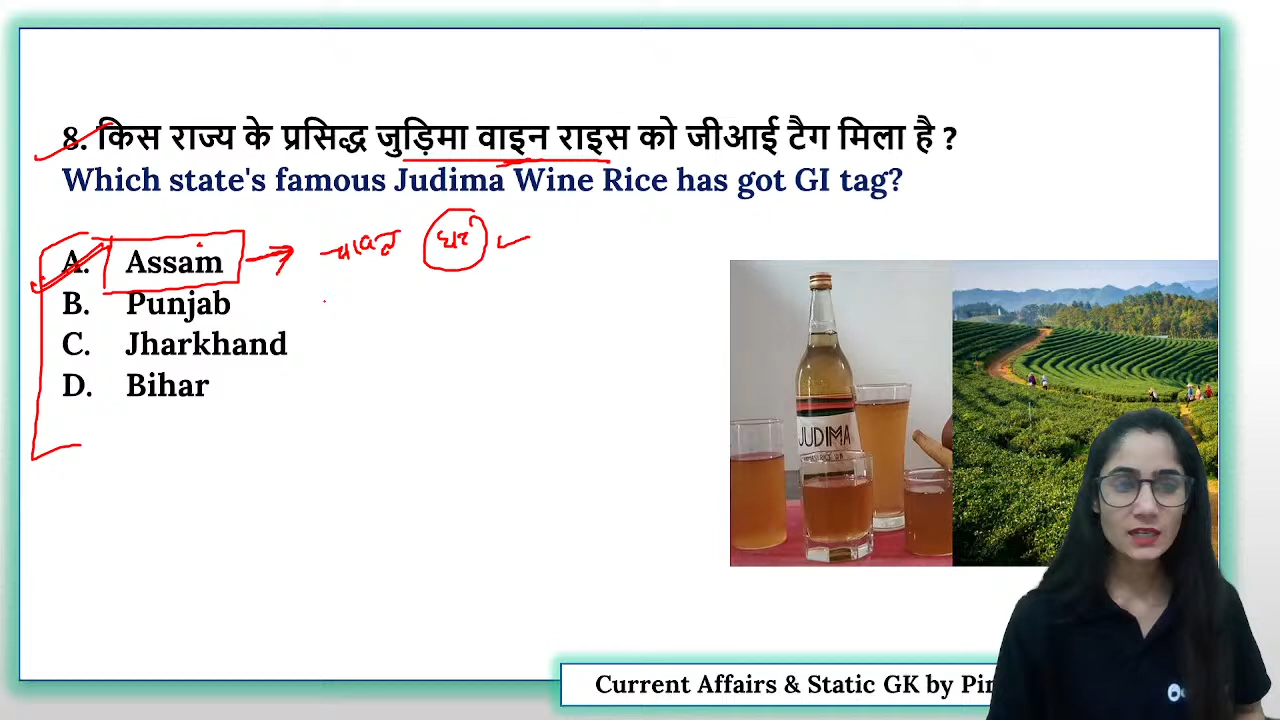 8. किस राज्य के प्रसिद्ध जुड़िमा वाइन राइस को जीआई टैग मिला है ?
Which state's famous Judima Wine Rice has got GI tag?
A. Assam
चावल
B. Punjab
C. Jharkhand
D. Bihar
JUDIMA
Current Affairs & Static GK by